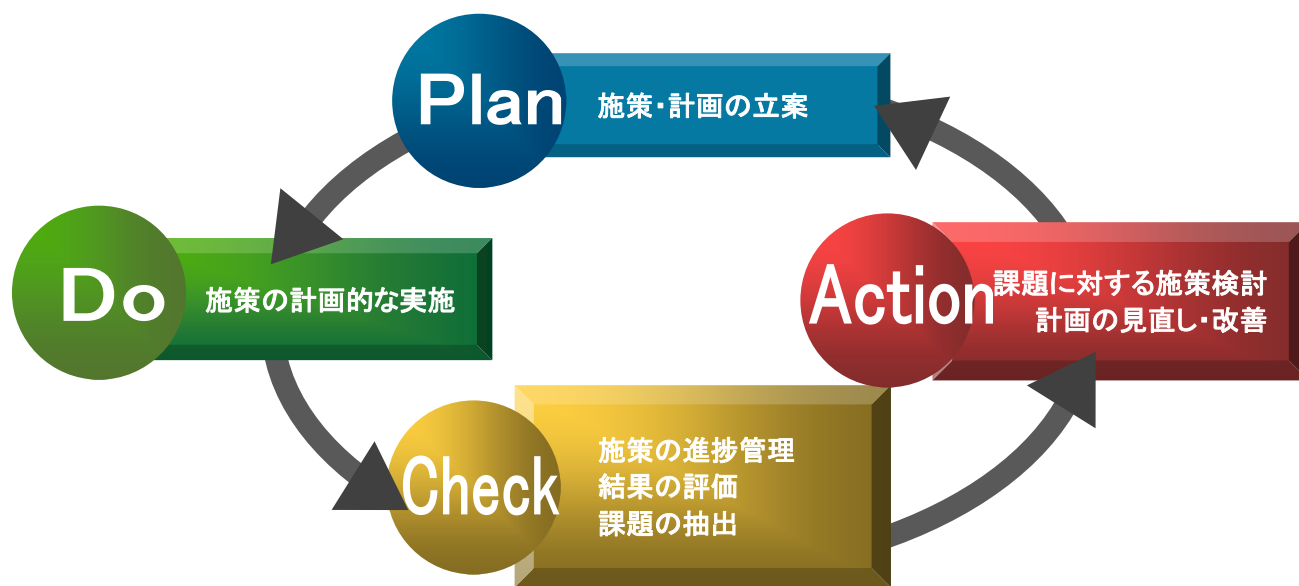 Plan
施策・計画の立案
Do
施策の計画的な実施
Check
施策の進捗管理
結果の評価
課題の抽出
Action
課題に対する施策検討
計画の見直し・改善